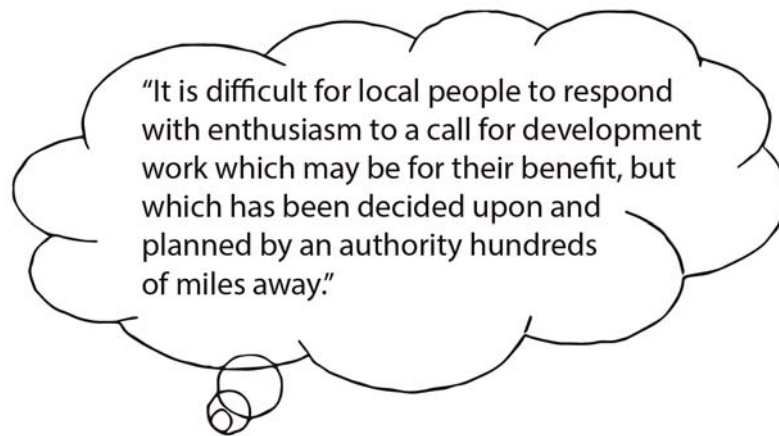 “It is difficult for local people to respond
with enthusiasm to a call for development
work which may be for their benefit, but
which has been decided upon and
planned by an authority hundreds
of miles away.”